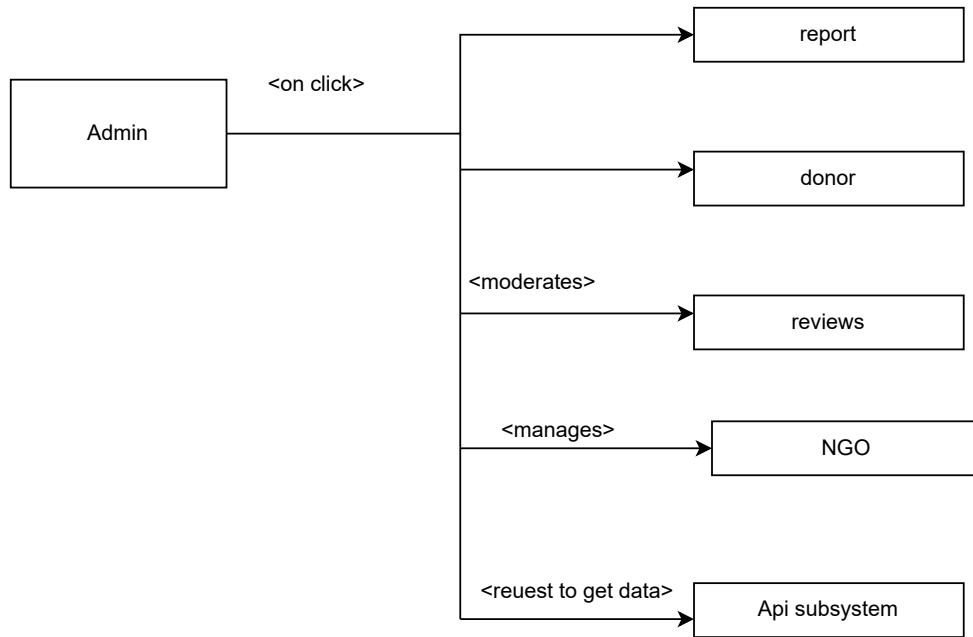 report
<on click>
Admin
donor
<moderates>
reviews
<manages>
NGO
<reuest to get data>
Api subsystem